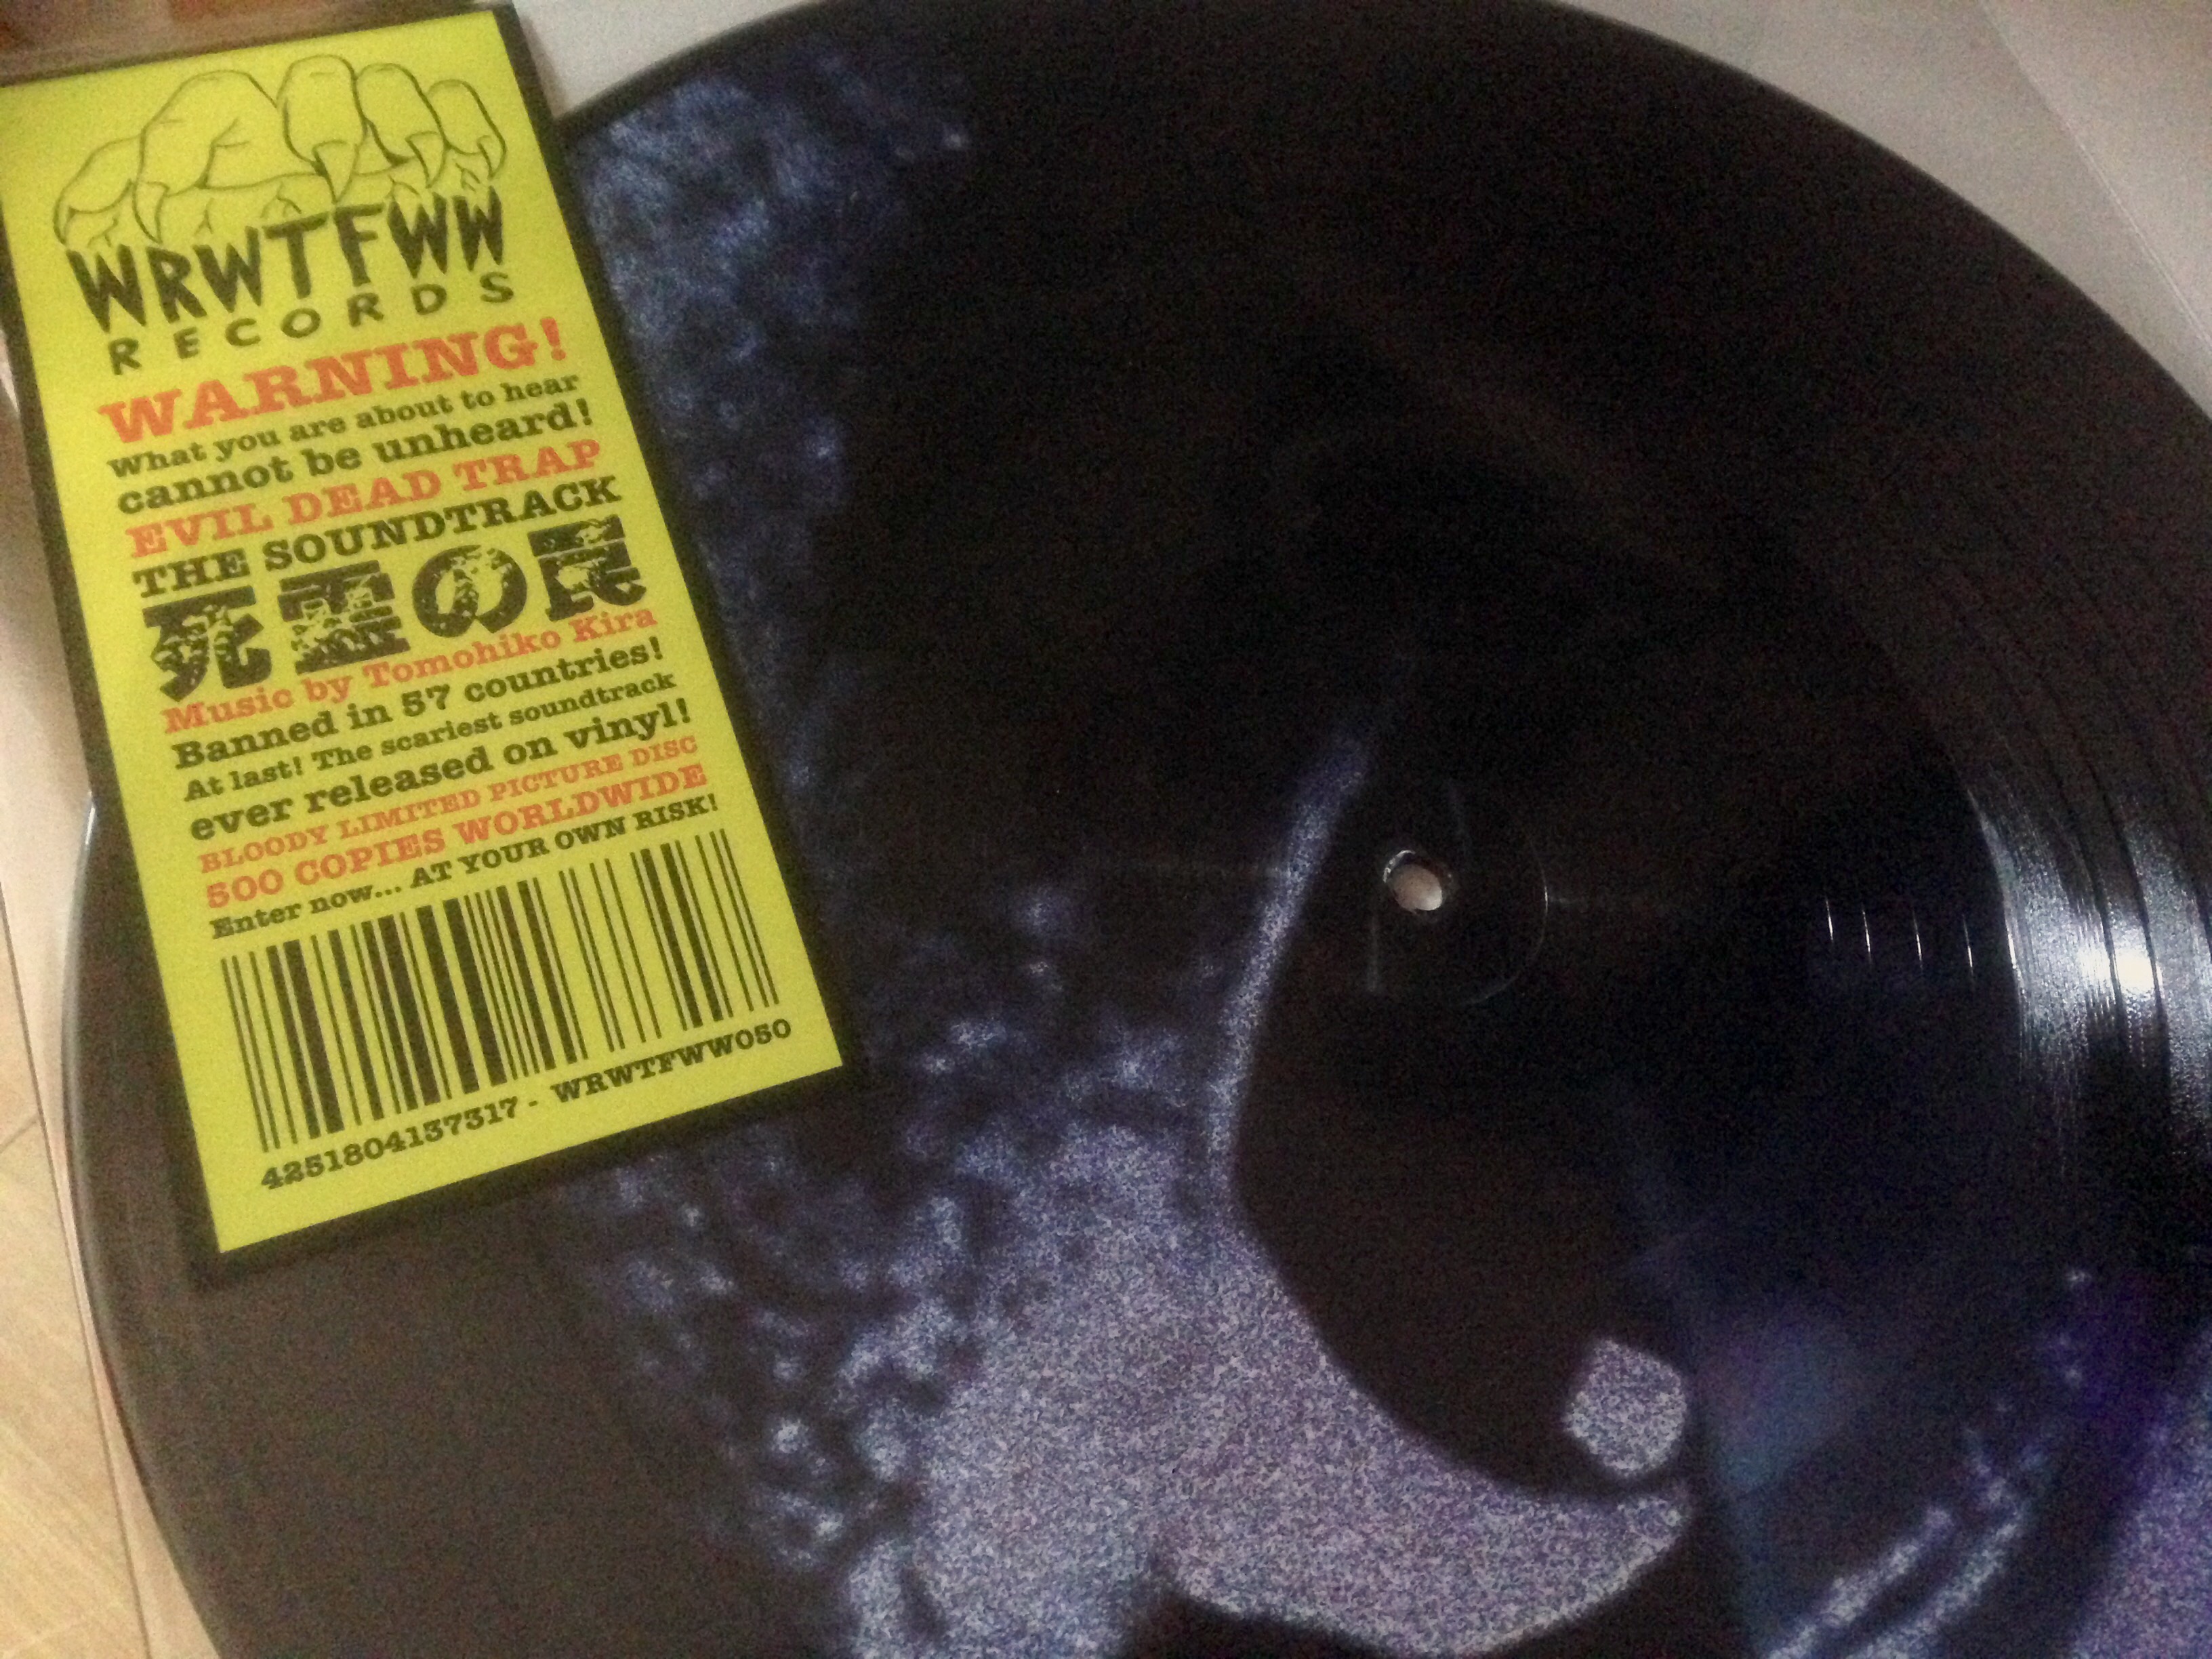 WRWTFWW
RECORDS
WARNING!
What you are about to hear
cannot be unheard!
EVIL DEAD TRAP
THE SOUNDTRACK
死霊の罠
Music by Tomohiko Kira
Banned in 57 countries!
At last! The scariest soundtrack
ever released on vinyl!
BLOODY LIMITED PICTURE DISC
500 COPIES WORLDWIDE
Enter now... AT YOUR OWN RISK!
4251804137317 - WRWTFWW050